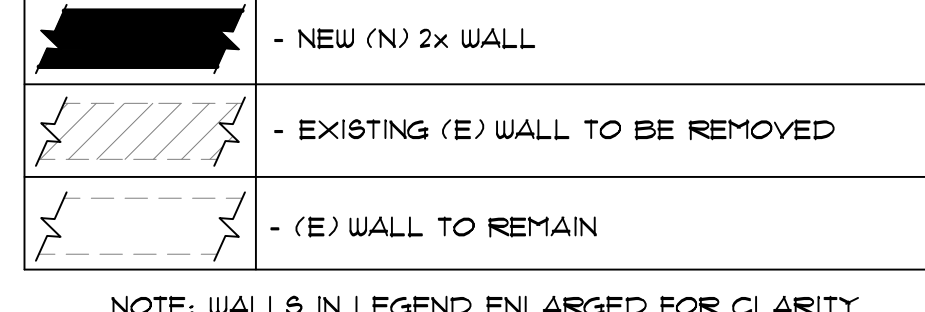 - NEW (N) 2x WALL
- EXISTING (E) WALL TO BE REMOVED
- (E) WALL TO REMAIN
NOTE: WALLS IN LEGEND ENLARGED FOR CLARITY